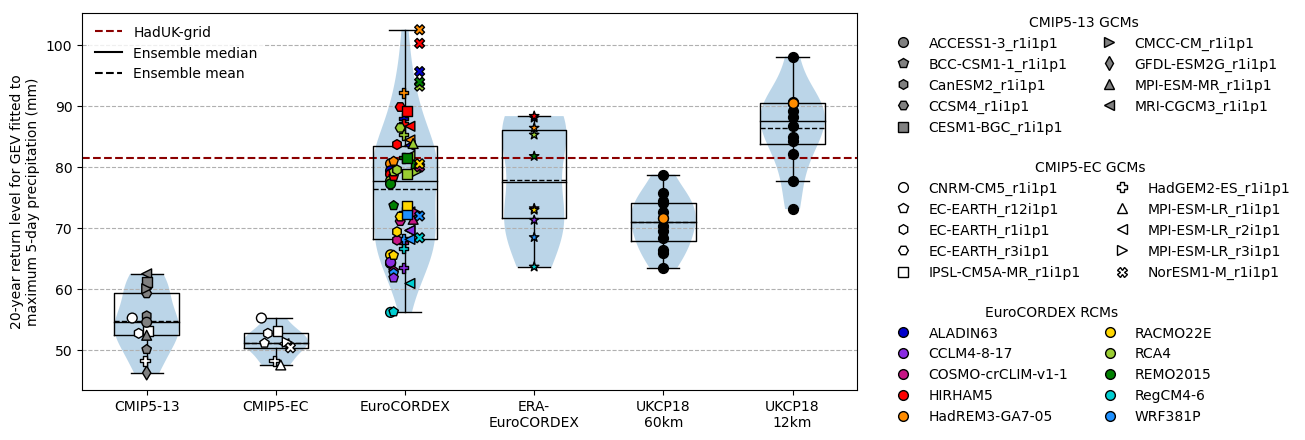 20-year return level for GEV fitted to
maximum 5-day precipitation (mm)
100
90
80
70
60
50
HadUK-grid
Ensemble median
Ensemble mean
CMIP5-13
CMIP5-EC
EuroCORDEX
ERA-
EuroCORDEX
UKCP18
60km
UKCP18
12km
CMIP5-13 GCMs
ACCESS1-3_r1i1p1
BCC-CSM1-1_r1i1p1
CanESM2_r1i1p1
CCSM4_r1i1p1
CESM1-BGC_r1i1p1
CMCC-CM_r1i1p1
GFDL-ESM2G_r1i1p1
MPI-ESM-MR_r1i1p1
MRI-CGCM3_r1i1p1
CMIP5-EC GCMs
CNRM-CM5_r1i1p1
EC-EARTH_r12i1p1
EC-EARTH_r1i1p1
EC-EARTH_r3i1p1
IPSL-CM5A-MR_r1i1p1
HadGEM2-ES_r1i1p1
MPI-ESM-LR_r1i1p1
MPI-ESM-LR_r2i1p1
MPI-ESM-LR_r3i1p1
NorESM1-M_r1i1p1
EuroCORDEX RCMs
ALADIN63
CCLM4-8-17
COSMO-crCLIM-v1-1
HIRHAM5
HadREM3-GA7-05
RACMO22E
RCA4
REMO2015
RegCM4-6
WRF381P